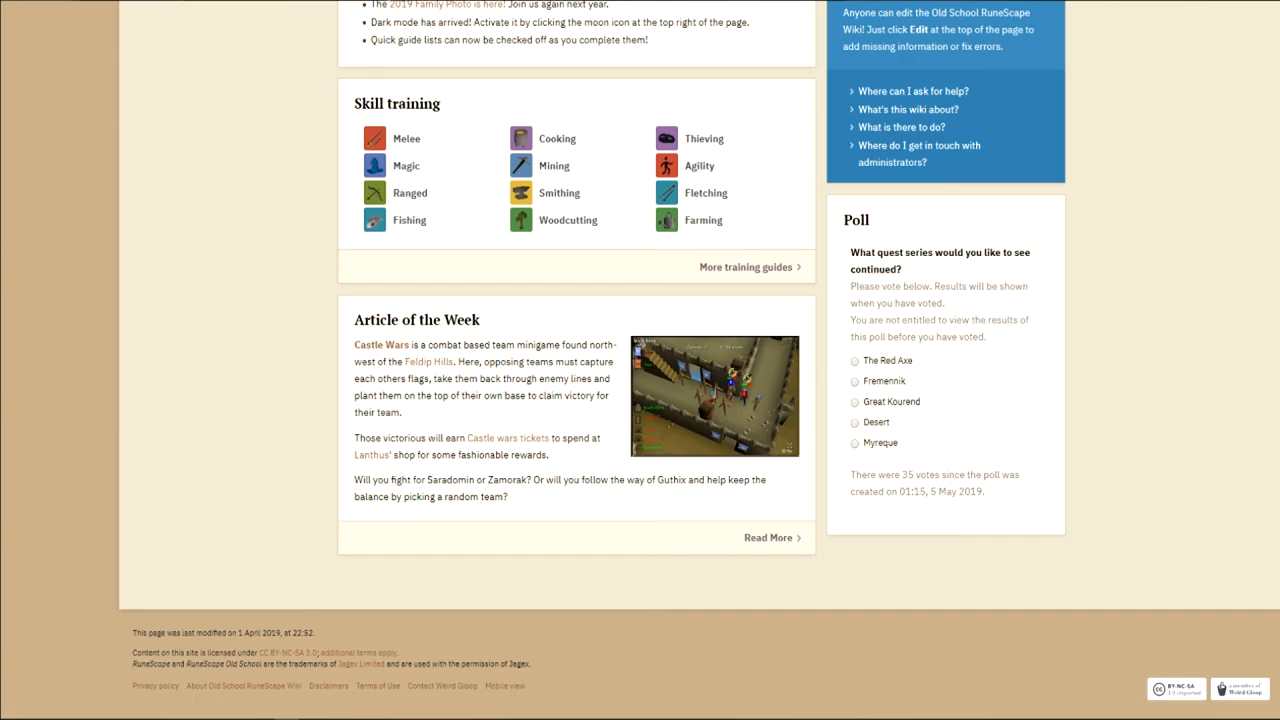 The 2019 Family Photo is here! Join us again next year.
Dark mode has arrived! Activate it by clicking the moon icon at the top right of the page.
Quick guide lists can now be checked off as you complete them!
Skill training
Melee
Cooking
Thieving
Magic
Mining
Agility
Ranged
Smithing
Fletching
Fishing
Woodcutting
Farming
More training guides
Article of the Week
Castle Wars is a combat based team minigame found north-
west of the Feldip Hills. Here, opposing teams must capture
each others flags, take them back through enemy lines and
plant them on the top of their own base to claim victory for
their team.
Those victorious will earn Castle wars tickets to spend at
Lanthus' shop for some fashionable rewards.
Will you fight for Saradomin or Zamorak? Or will you follow the way of Guthix and help keep the
balance by picking a random team?
Read More
Anyone can edit the Old School RuneScape
Wiki! Just click Edit at the top of the page to
add missing information or fix errors.
Where can I ask for help?
What's this wiki about?
What is there to do?
Where do I get in touch with
administrators?
Poll
What quest series would you like to see
continued?
Please vote below. Results will be shown
when you have voted.
You are not entitled to view the results of
this poll before you have voted.
The Red Axe
Fremennik
Great Kourend
Desert
Myreque
There were 35 votes since the poll was
created on 01:15, 5 May 2019.
This page was last modified on 1 April 2019, at 22:52.
Content on this site is licensed under CC BY-NC-SA 3.0; additional terms apply.
RuneScape and RuneScape Old School are the trademarks of Jagex Limited and are used with the permission of Jagex.
Privacy policy About Old School RuneScape Wiki Disclaimers Terms of Use Contact Weird Gloop Mobile view
CC BY-NC-SA
3.0 Unported
a member of
Weird Gloop